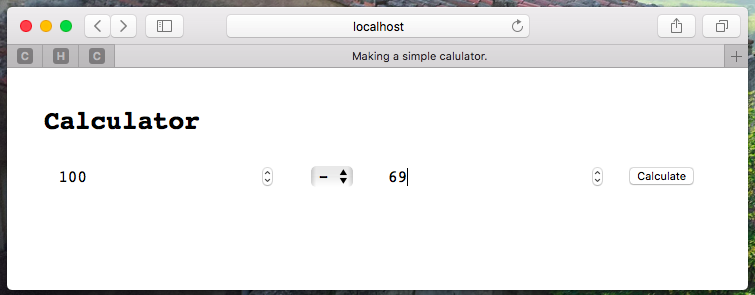 localhost
C H C Making a simple calulator. +
Calculator
100 - 69 Calculate